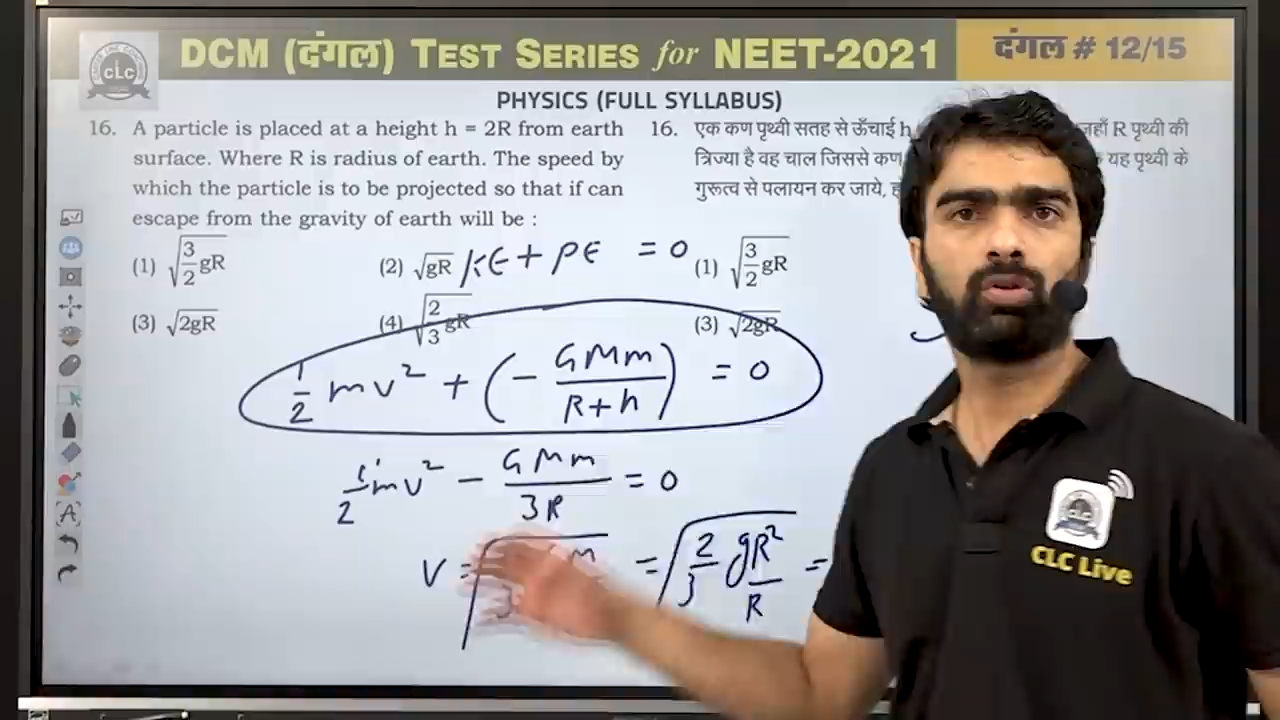 DCM (दंगल) TEST SERIES for NEET-2021
दंगल # 12/15
CLC
PHYSICS (FULL SYLLABUS)
16. A particle is placed at a height h = 2R from earth
surface. Where R is radius of earth. The speed by
which the particle is to be projected so that if can
escape from the gravity of earth will be :
(1) √(3/2 gR) (2) √gR
(3) √2gR (4) √(2/3 gR)
16. एक कण पृथ्वी सतह से ऊँचाई h जहाँ R पृथ्वी की
त्रिज्या है वह चाल जिससे कण यह पृथ्वी के
गुरूत्व से पलायन कर जाये,
(1) √(3/2 gR)
(3) √2gR
KE + PE = 0
1/2 mv² + (- GMm/R+h) = 0
1/2 mv² - GMm/3R = 0
v = = √(2/3 gR²/R) =
CLC
CLC Live